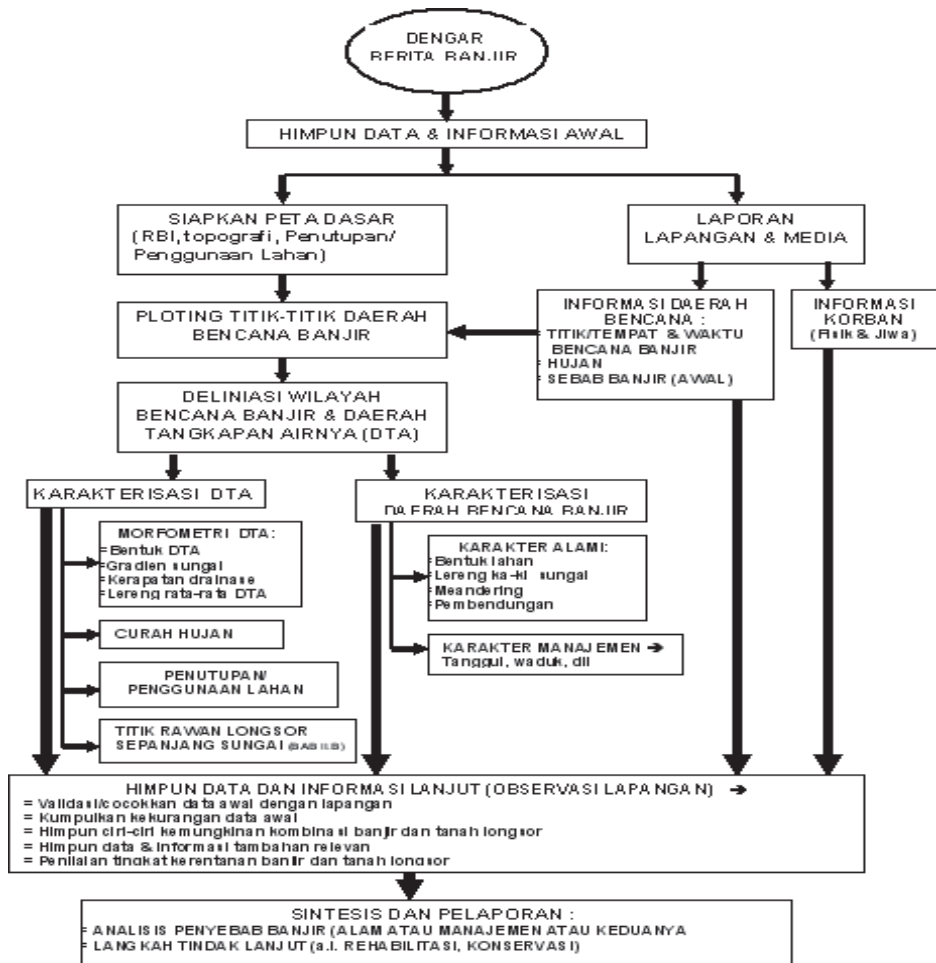 DENGAR
BERITA BANJIR
HIMPUN DATA & INFORMASI AWAL
SIAPKAN PETA DASAR
(RBI, topografi, Penutupan/
Penggunaan Lahan)
LAPORAN
LAPANGAN & MEDIA
PLOTING TITIK-TITIK DAERAH
BENCANA BANJIR
INFORMASI DAERAH
BENCANA :
- TITIK/TEMPAT & WAKTU
BENCANA BANJIR
- HUJAN
- SEBAB BANJIR (AWAL)
INFORMASI
KORBAN
(Fisik & Jiwa)
DELINIASI WILAYAH
BENCANA BANJIR & DAERAH
TANGKAPAN AIRNYA (DTA)
KARAKTERISASI DTA
KARAKTERISASI
DAERAH BENCANA BANJIR
MORFOMETRI DTA:
= Bentuk DTA
= Gradien sungai
= Kerapatan drainase
= Lereng rata-rata DTA
KARAKTER ALAMI:
= Bentuk lahan
= Lereng ka-ki sungai
= Meandering
= Pembendungan
CURAH HUJAN
KARAKTER MANAJEMEN →
Tanggul, waduk, dll
PENUTUPAN/
PENGGUNAAN LAHAN
TITIK RAWAN LONGSOR
SEPANJANG SUNGAI (BAB II.B)
HIMPUN DATA DAN INFORMASI LANJUT (OBSERVASI LAPANGAN) →
= Validasi/cocokkan data awal dengan lapangan
= Kumpulkan kekurangan data awal
= Himpun ciri-ciri kemungkinan kombinasi banjir dan tanah longsor
= Himpun data & informasi tambahan relevan
= Penilaian tingkat kerentanan banjir dan tanah longsor
SINTESIS DAN PELAPORAN :
= ANALISIS PENYEBAB BANJIR (ALAM ATAU MANAJEMEN ATAU KEDUANYA
= LANGKAH TINDAK LANJUT (a.l. REHABILITASI, KONSERVASI)